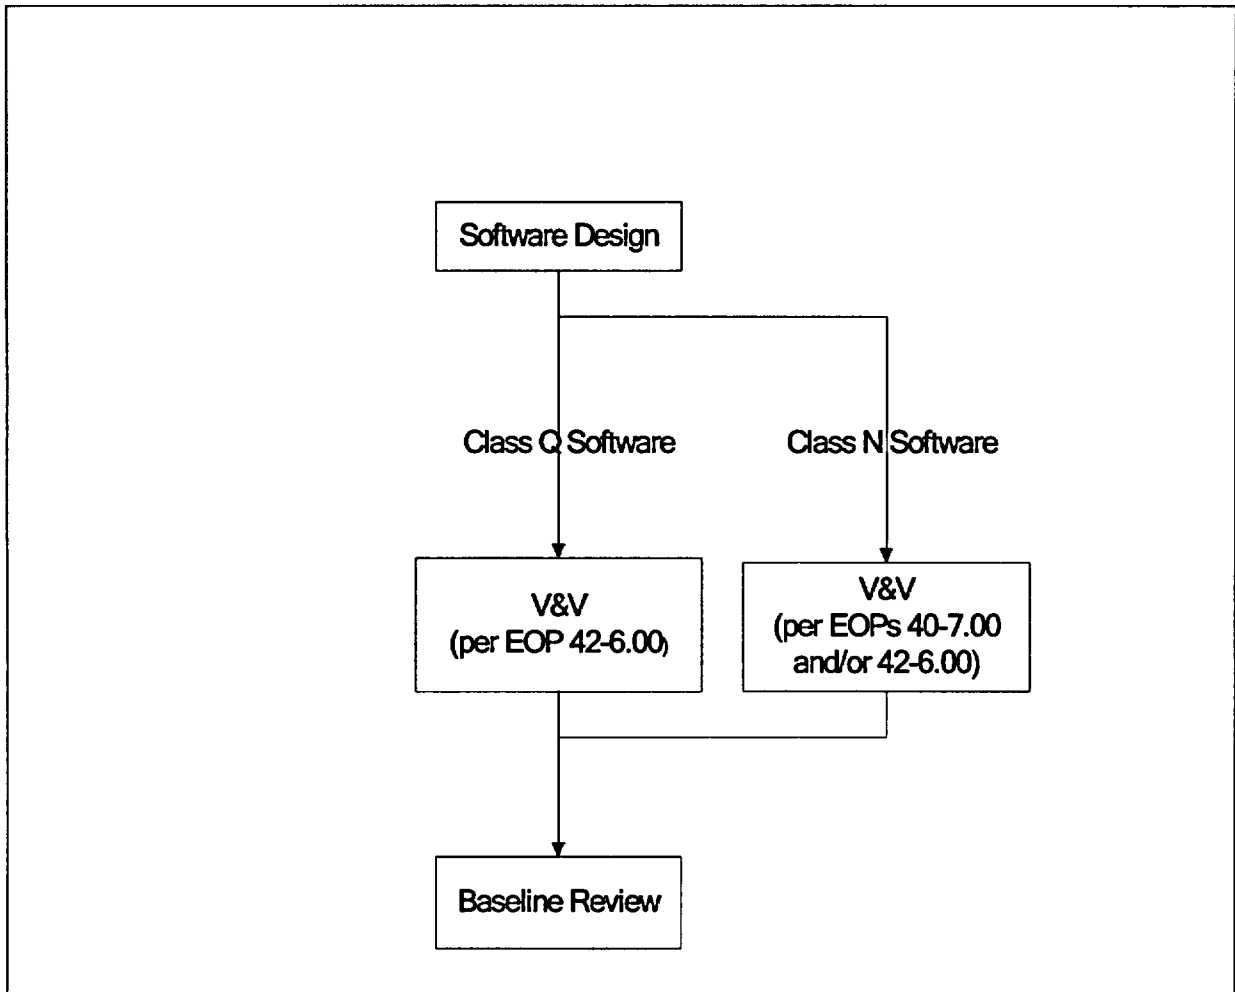 Software Design
Class Q Software
Class N Software
V&V
(per EOP 42-6.00)
V&V
(per EOPs 40-7.00
and/or 42-6.00)
Baseline Review